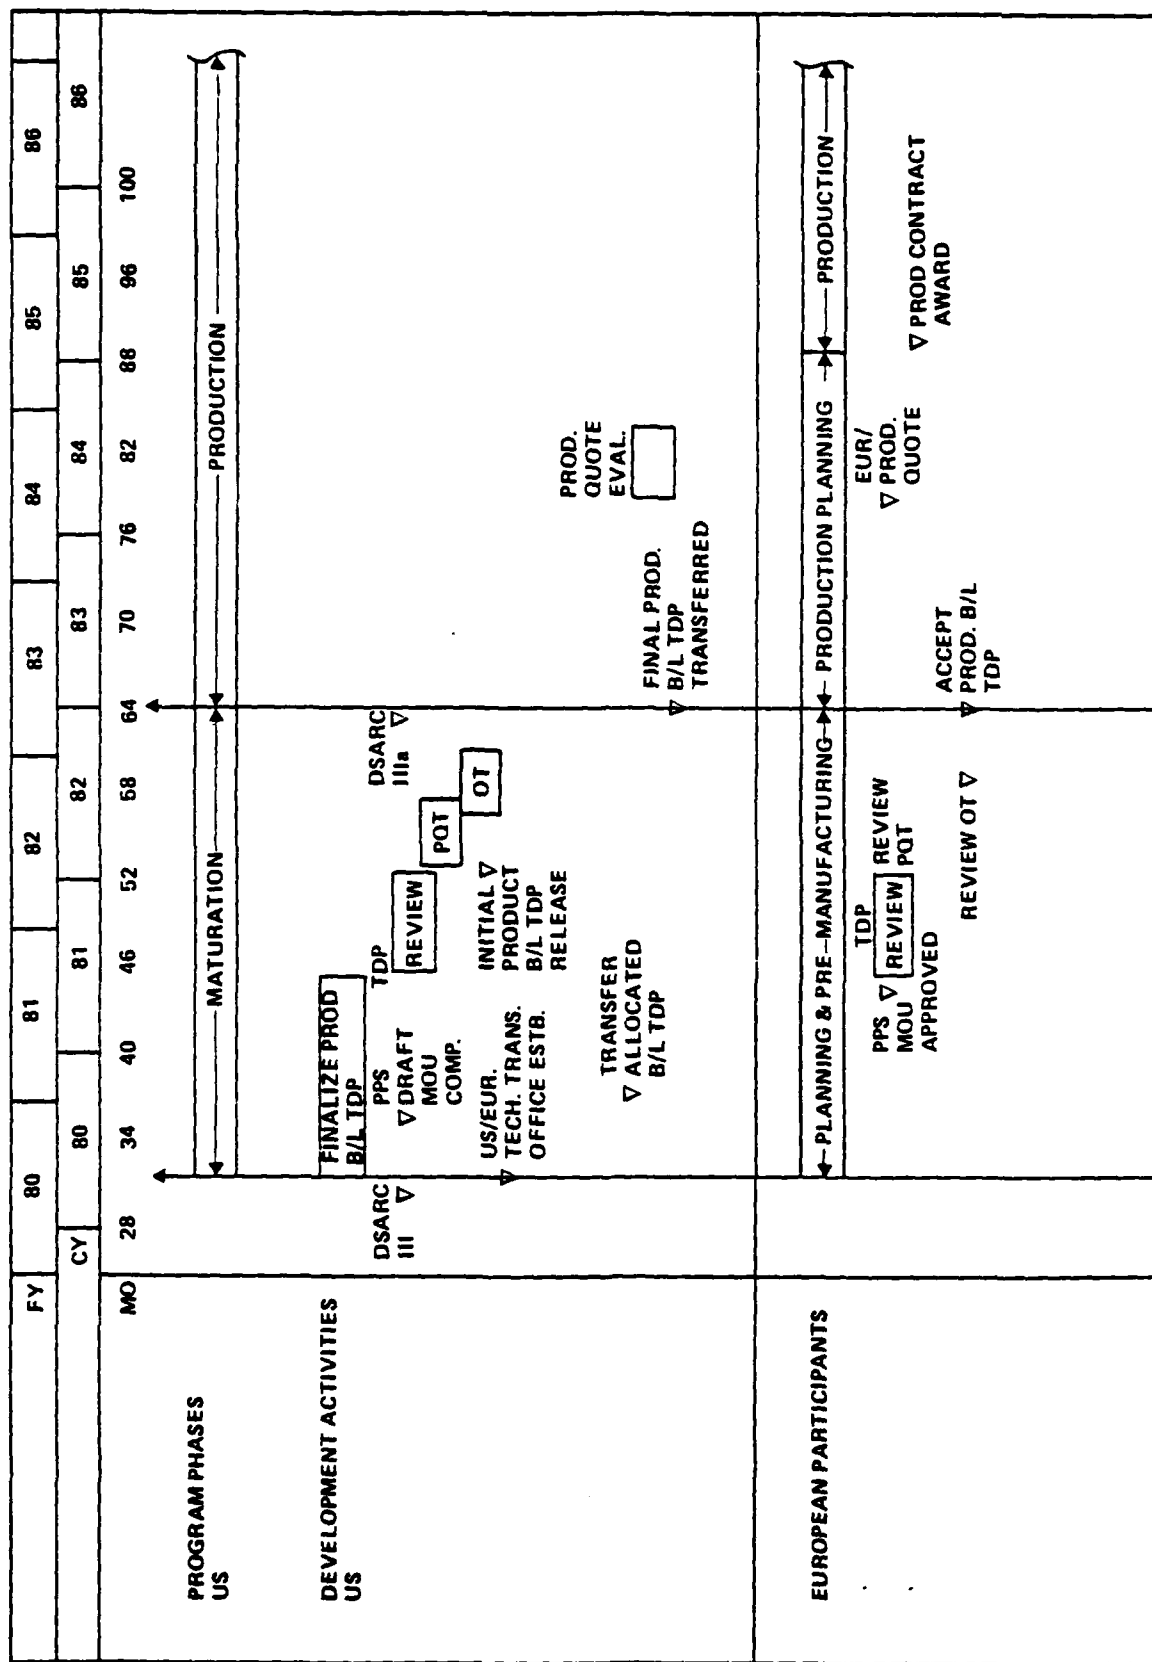 FY 80 81 82 83 84 85 86
CY 80 81 82 83 84 85 86
MO 28 34 40 46 52 58 64 70 76 82 88 96 100
PROGRAM PHASES
US
MATURATION
PRODUCTION
DEVELOPMENT ACTIVITIES
US
FINALIZE PROD
B/L TDP
DSARC
III ▽
PPS
▽ DRAFT
MOU
COMP.
TDP
REVIEW
PQT
OT
DSARC
IIIa ▽
US/EUR.
TECH. TRANS.
OFFICE ESTB.
▽
INITIAL ▽
PRODUCT
B/L TDP
RELEASE
TRANSFER
▽ ALLOCATED
B/L TDP
FINAL PROD.
▽ B/L TDP
TRANSFERRED
PROD.
QUOTE
EVAL.
EUROPEAN PARTICIPANTS
PLANNING & PRE-MANUFACTURING
PRODUCTION PLANNING
PRODUCTION
PPS ▽
MOU
APPROVED
TDP
REVIEW
REVIEW
PQT
REVIEW OT ▽
ACCEPT
▽ PROD. B/L
TDP
EUR/
▽ PROD.
QUOTE
▽ PROD CONTRACT
AWARD